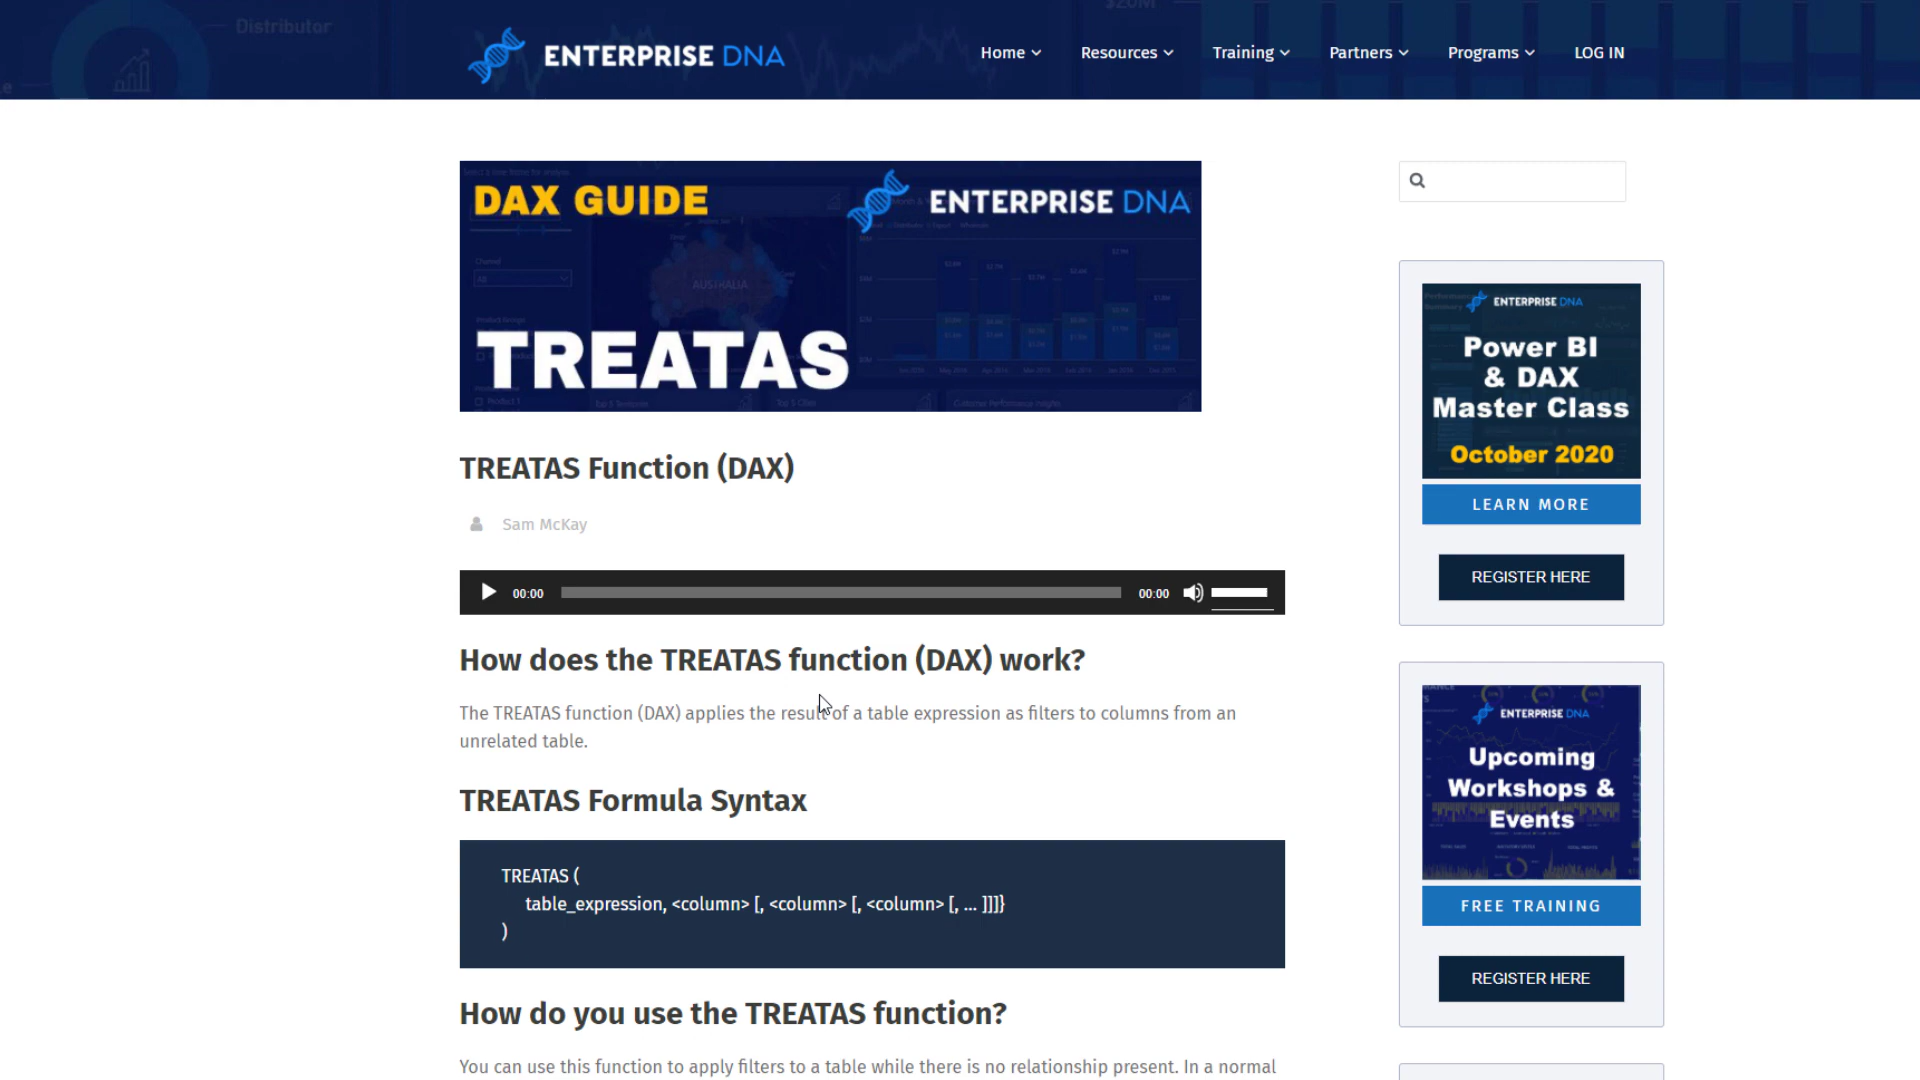 Distributor
$20M
ENTERPRISE DNA
Home
Resources
Training
Partners
Programs
LOG IN
DAX GUIDE
ENTERPRISE DNA
AUSTRALIA
TREATAS
TREATAS Function (DAX)
Sam McKay
00:00
00:00
How does the TREATAS function (DAX) work?
The TREATAS function (DAX) applies the result of a table expression as filters to columns from an
unrelated table.
TREATAS Formula Syntax
TREATAS (
table_expression, <column> [, <column> [, <column> [, ... ]]]}
)
How do you use the TREATAS function?
You can use this function to apply filters to a table while there is no relationship present. In a normal
ENTERPRISE DNA
Power BI
& DAX
Master Class
October 2020
LEARN MORE
REGISTER HERE
ENTERPRISE DNA
Upcoming
Workshops &
Events
FREE TRAINING
REGISTER HERE